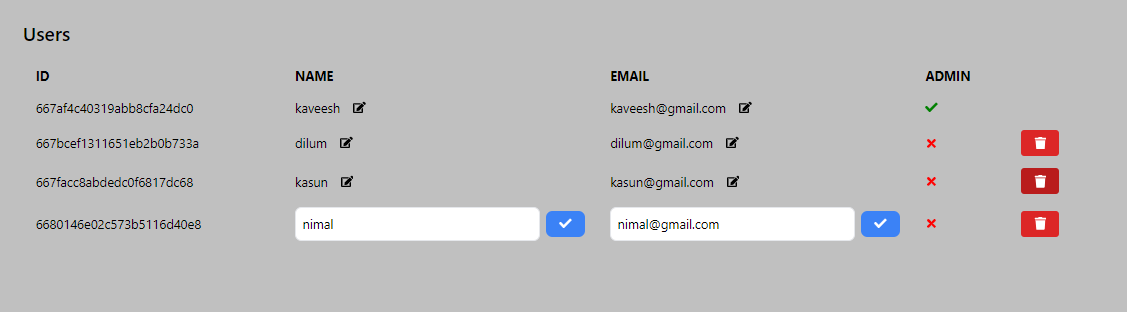 Users
ID NAME EMAIL ADMIN
667af4c40319abb8cfa24dc0 kaveesh kaveesh@gmail.com
667bcef1311651eb2b0b733a dilum dilum@gmail.com
667facc8abdedc0f6817dc68 kasun kasun@gmail.com
6680146e02c573b5116d40e8 nimal nimal@gmail.com